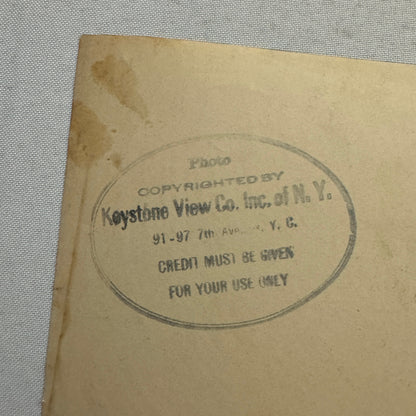 Photo
COPYRIGHTED BY
Keystone View Co. Inc. of N. Y.
91-97 7th Ave. N. Y. C.
CREDIT MUST BE GIVEN
FOR YOUR USE ONLY